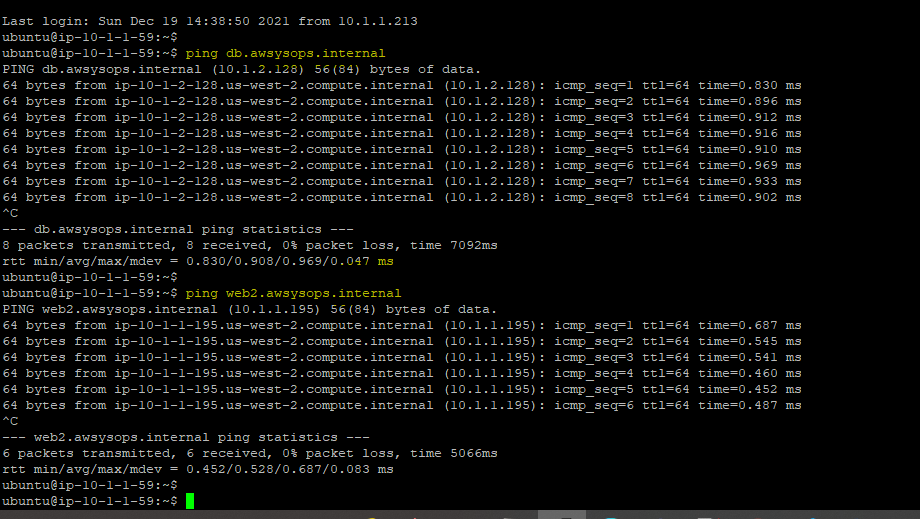 Last login: Sun Dec 19 14:38:50 2021 from 10.1.1.213
ubuntu@ip-10-1-1-59:~$
ubuntu@ip-10-1-1-59:~$ ping db.awsysops.internal
PING db.awsysops.internal (10.1.2.128) 56(84) bytes of data.
64 bytes from ip-10-1-2-128.us-west-2.compute.internal (10.1.2.128): icmp_seq=1 ttl=64 time=0.830 ms
64 bytes from ip-10-1-2-128.us-west-2.compute.internal (10.1.2.128): icmp_seq=2 ttl=64 time=0.896 ms
64 bytes from ip-10-1-2-128.us-west-2.compute.internal (10.1.2.128): icmp_seq=3 ttl=64 time=0.912 ms
64 bytes from ip-10-1-2-128.us-west-2.compute.internal (10.1.2.128): icmp_seq=4 ttl=64 time=0.916 ms
64 bytes from ip-10-1-2-128.us-west-2.compute.internal (10.1.2.128): icmp_seq=5 ttl=64 time=0.910 ms
64 bytes from ip-10-1-2-128.us-west-2.compute.internal (10.1.2.128): icmp_seq=6 ttl=64 time=0.969 ms
64 bytes from ip-10-1-2-128.us-west-2.compute.internal (10.1.2.128): icmp_seq=7 ttl=64 time=0.933 ms
64 bytes from ip-10-1-2-128.us-west-2.compute.internal (10.1.2.128): icmp_seq=8 ttl=64 time=0.902 ms
^C
--- db.awsysops.internal ping statistics ---
8 packets transmitted, 8 received, 0% packet loss, time 7092ms
rtt min/avg/max/mdev = 0.830/0.908/0.969/0.047 ms
ubuntu@ip-10-1-1-59:~$
ubuntu@ip-10-1-1-59:~$ ping web2.awsysops.internal
PING web2.awsysops.internal (10.1.1.195) 56(84) bytes of data.
64 bytes from ip-10-1-1-195.us-west-2.compute.internal (10.1.1.195): icmp_seq=1 ttl=64 time=0.687 ms
64 bytes from ip-10-1-1-195.us-west-2.compute.internal (10.1.1.195): icmp_seq=2 ttl=64 time=0.545 ms
64 bytes from ip-10-1-1-195.us-west-2.compute.internal (10.1.1.195): icmp_seq=3 ttl=64 time=0.541 ms
64 bytes from ip-10-1-1-195.us-west-2.compute.internal (10.1.1.195): icmp_seq=4 ttl=64 time=0.460 ms
64 bytes from ip-10-1-1-195.us-west-2.compute.internal (10.1.1.195): icmp_seq=5 ttl=64 time=0.452 ms
64 bytes from ip-10-1-1-195.us-west-2.compute.internal (10.1.1.195): icmp_seq=6 ttl=64 time=0.487 ms
^C
--- web2.awsysops.internal ping statistics ---
6 packets transmitted, 6 received, 0% packet loss, time 5066ms
rtt min/avg/max/mdev = 0.452/0.528/0.687/0.083 ms
ubuntu@ip-10-1-1-59:~$
ubuntu@ip-10-1-1-59:~$